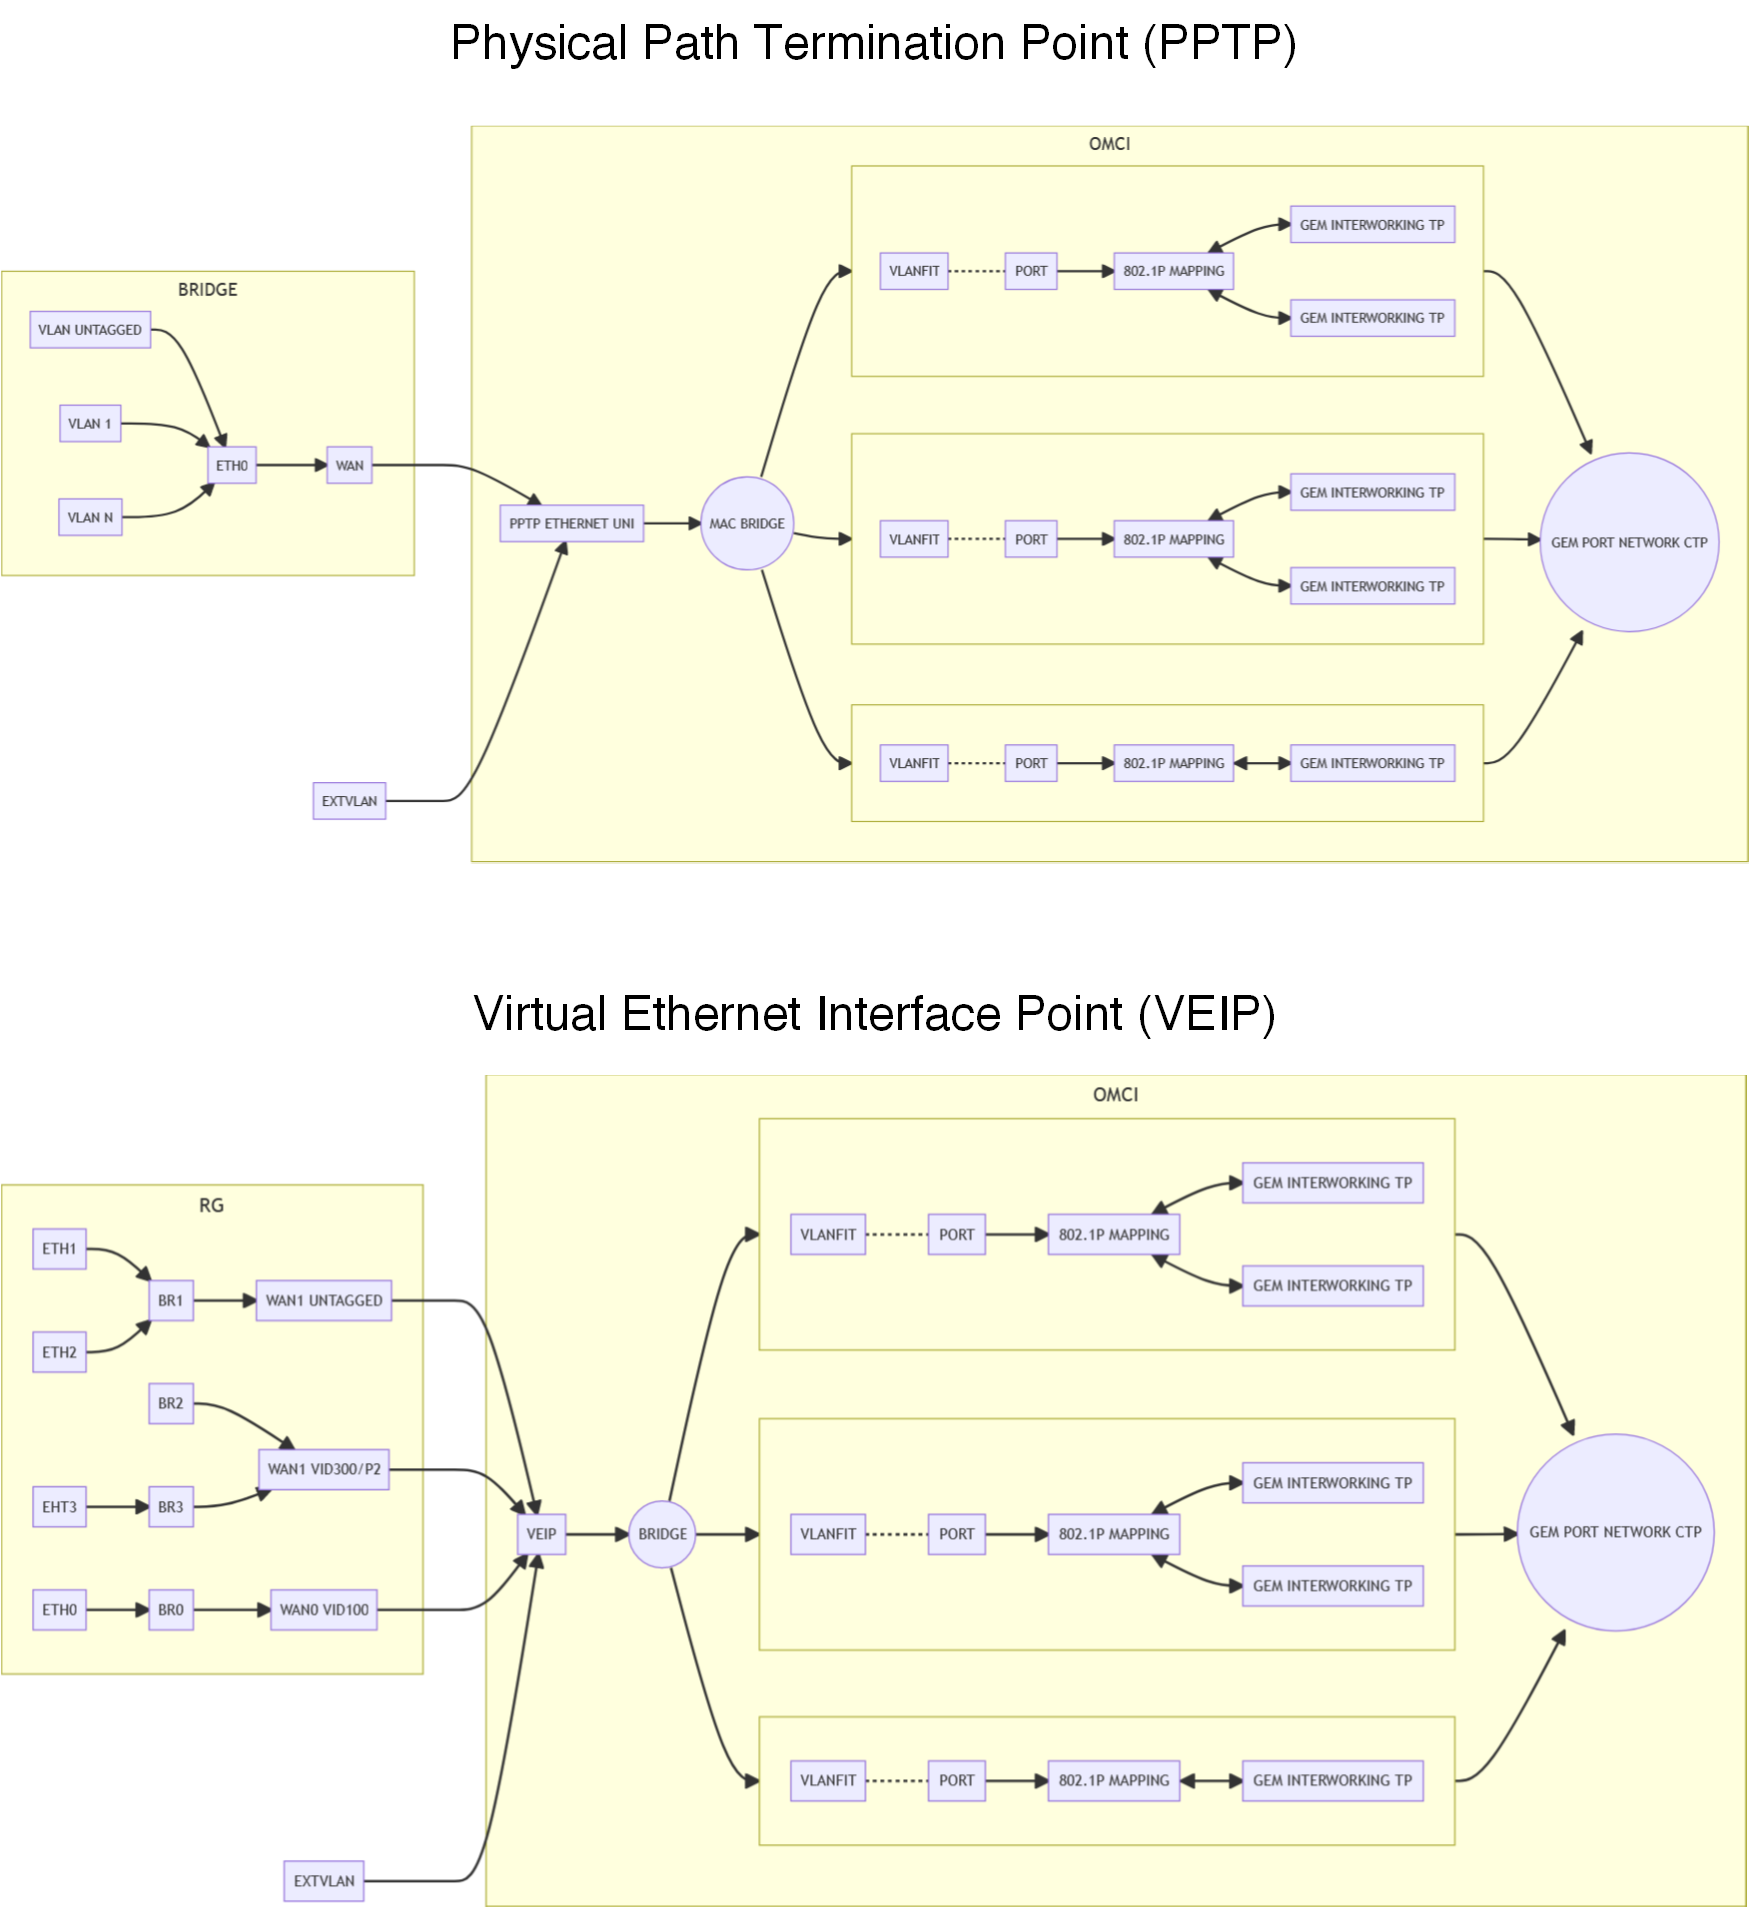 Physical Path Termination Point (PPTP)
OMCI
GEM INTERWORKING TP
VLANFIT
PORT
802.1P MAPPING
GEM INTERWORKING TP
BRIDGE
VLAN UNTAGGED
VLAN 1
ETH0
WAN
VLAN N
PPTP ETHERNET UNI
MAC BRIDGE
GEM INTERWORKING TP
VLANFIT
PORT
802.1P MAPPING
GEM INTERWORKING TP
GEM PORT NETWORK CTP
VLANFIT
PORT
802.1P MAPPING
GEM INTERWORKING TP
EXTVLAN
Virtual Ethernet Interface Point (VEIP)
OMCI
GEM INTERWORKING TP
VLANFIT
PORT
802.1P MAPPING
GEM INTERWORKING TP
RG
ETH1
BR1
WAN1 UNTAGGED
ETH2
BR2
WAN1 VID300/P2
EHT3
BR3
ETH0
BR0
WAN0 VID100
VEIP
BRIDGE
GEM INTERWORKING TP
VLANFIT
PORT
802.1P MAPPING
GEM INTERWORKING TP
GEM PORT NETWORK CTP
VLANFIT
PORT
802.1P MAPPING
GEM INTERWORKING TP
EXTVLAN